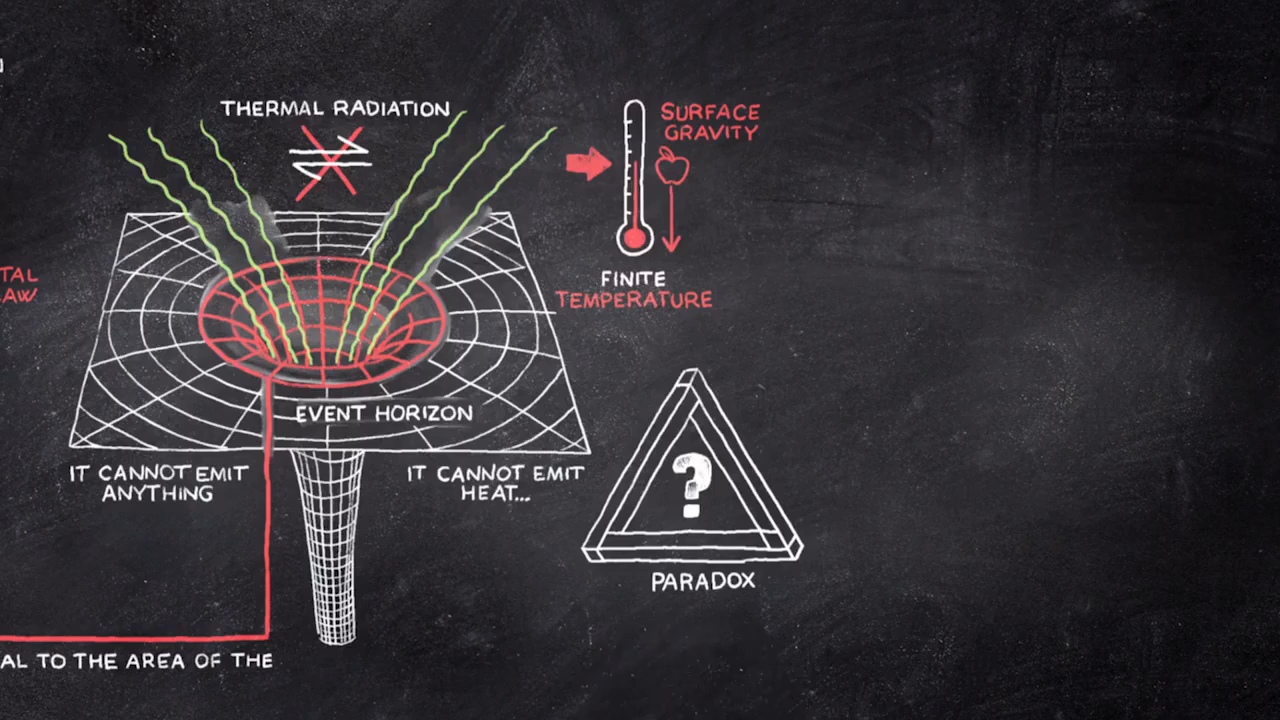 THERMAL RADIATION
SURFACE
GRAVITY
TAL
AW
FINITE
TEMPERATURE
EVENT HORIZON
IT CANNOT EMIT
ANYTHING
IT CANNOT EMIT
HEAT...
?
PARADOX
AL TO THE AREA OF THE